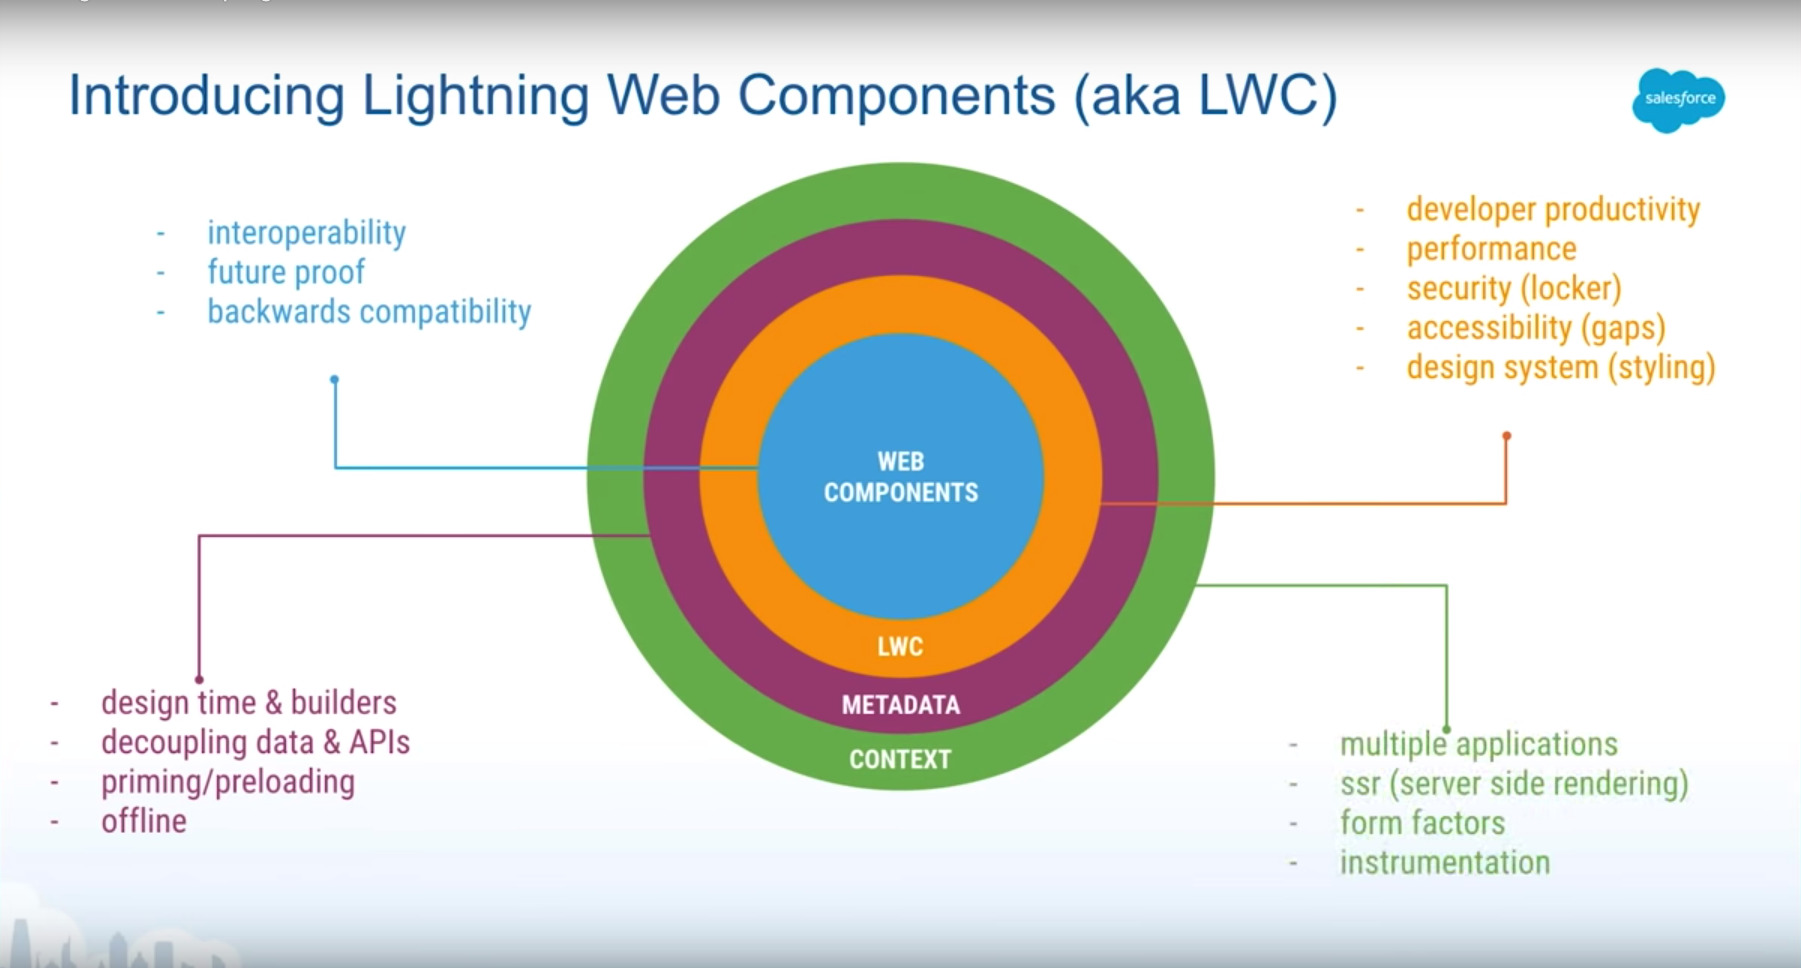 Introducing Lightning Web Components (aka LWC)
salesforce
- interoperability
- future proof
- backwards compatibility
- developer productivity
- performance
- security (locker)
- accessibility (gaps)
- design system (styling)
WEB
COMPONENTS
LWC
METADATA
CONTEXT
- design time & builders
- decoupling data & APIs
- priming/preloading
- offline
- multiple applications
- ssr (server side rendering)
- form factors
- instrumentation